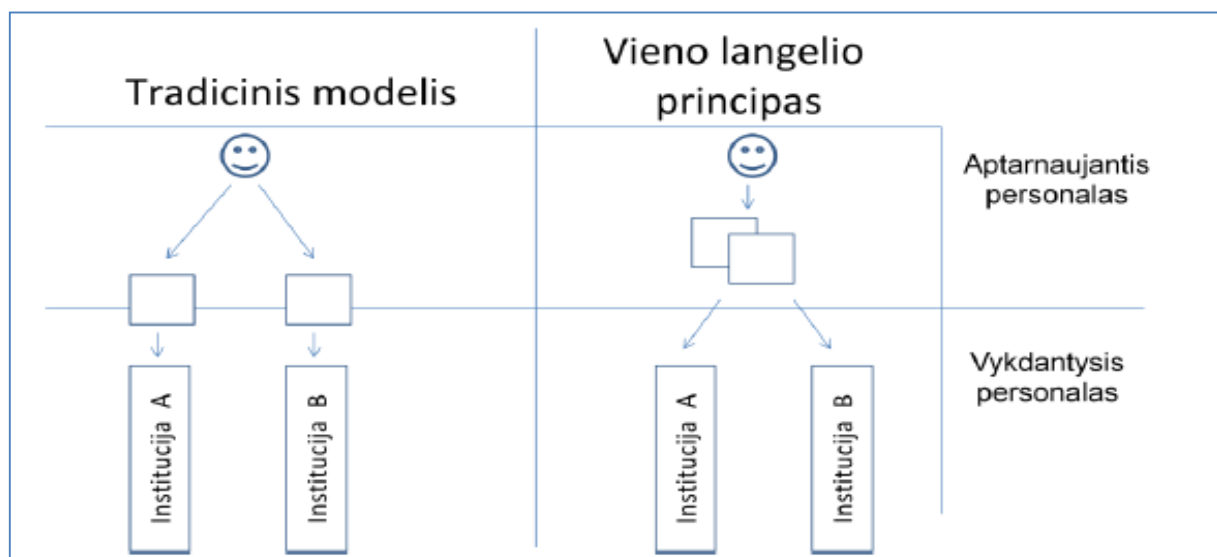 Tradicinis modelis
Vieno langelio
principas
Aptarnaujantis
personalas
Vykdantysis
personalas
Institucija A
Institucija B
Institucija A
Institucija B